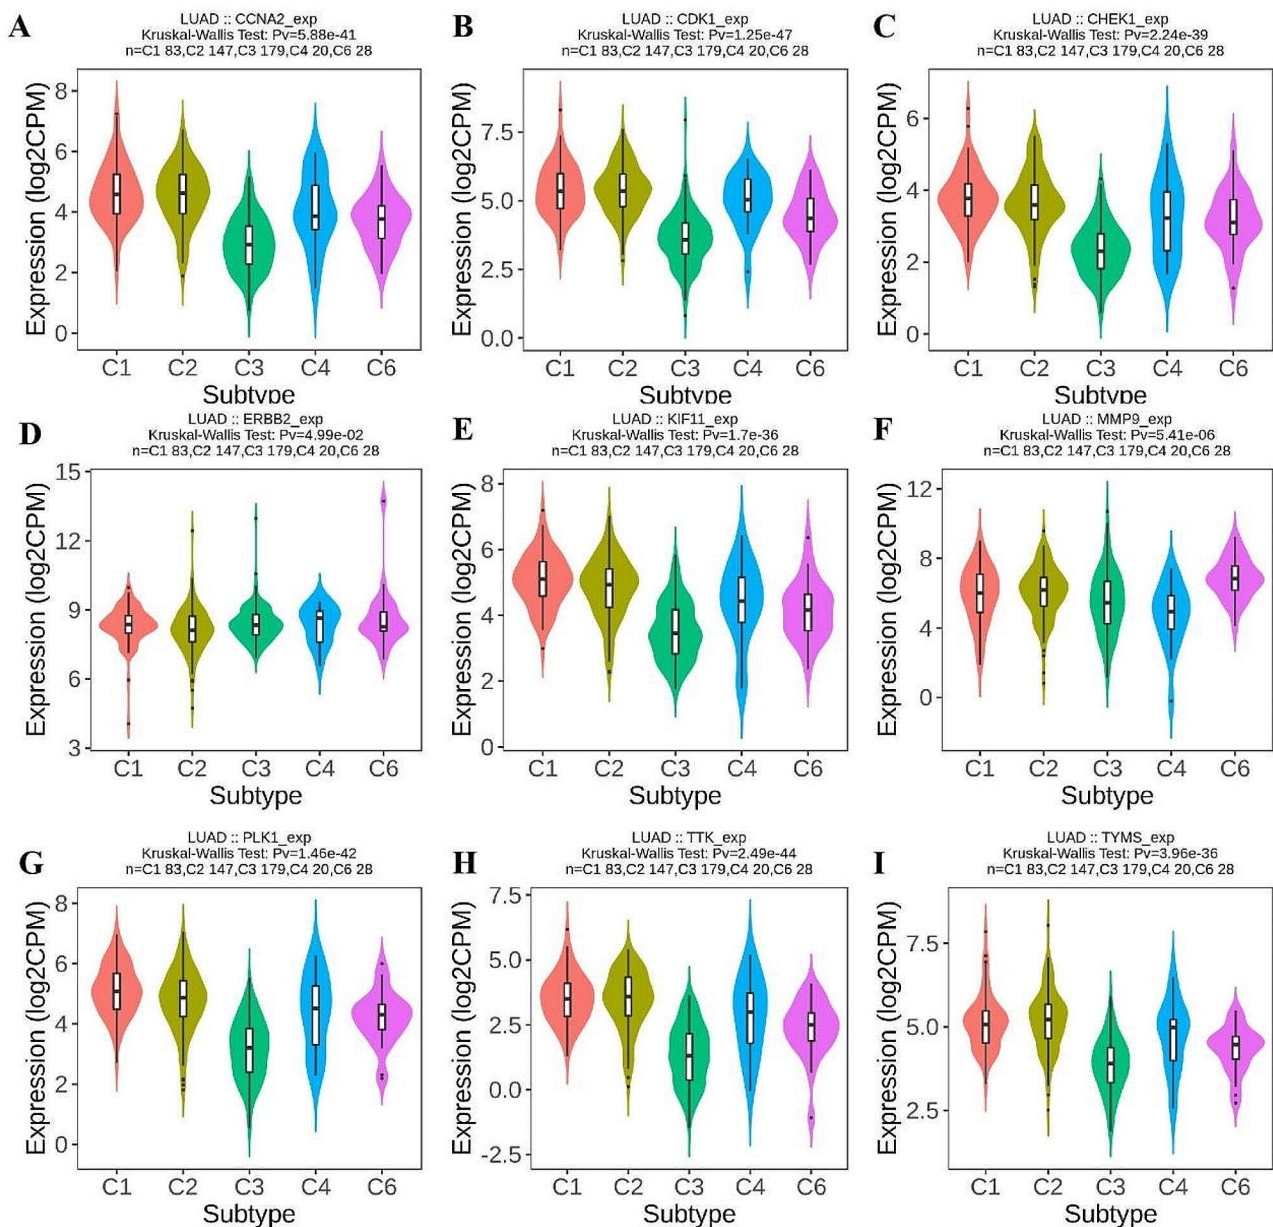 A
LUAD :: CCNA2_exp
Kruskal-Wallis Test: Pv=5.88e-41
n=C1 83,C2 147,C3 179,C4 20,C6 28
Expression (log2CPM)
8
6
4
2
0
C1 C2 C3 C4 C6
Subtype
B
LUAD :: CDK1_exp
Kruskal-Wallis Test: Pv=1.25e-47
n=C1 83,C2 147,C3 179,C4 20,C6 28
Expression (log2CPM)
7.5
5.0
2.5
0.0
C1 C2 C3 C4 C6
Subtype
C
LUAD :: CHEK1_exp
Kruskal-Wallis Test: Pv=2.24e-39
n=C1 83,C2 147,C3 179,C4 20,C6 28
Expression (log2CPM)
6
4
2
0
C1 C2 C3 C4 C6
Subtype
D
LUAD :: ERBB2_exp
Kruskal-Wallis Test: Pv=4.99e-02
n=C1 83,C2 147,C3 179,C4 20,C6 28
Expression (log2CPM)
15
12
9
6
3
C1 C2 C3 C4 C6
Subtype
E
LUAD :: KIF11_exp
Kruskal-Wallis Test: Pv=1.7e-36
n=C1 83,C2 147,C3 179,C4 20,C6 28
Expression (log2CPM)
8
6
4
2
0
C1 C2 C3 C4 C6
Subtype
F
LUAD :: MMP9_exp
Kruskal-Wallis Test: Pv=5.41e-06
n=C1 83,C2 147,C3 179,C4 20,C6 28
Expression (log2CPM)
12
8
4
0
C1 C2 C3 C4 C6
Subtype
G
LUAD :: PLK1_exp
Kruskal-Wallis Test: Pv=1.46e-42
n=C1 83,C2 147,C3 179,C4 20,C6 28
Expression (log2CPM)
8
6
4
2
0
C1 C2 C3 C4 C6
Subtype
H
LUAD :: TTK_exp
Kruskal-Wallis Test: Pv=2.49e-44
n=C1 83,C2 147,C3 179,C4 20,C6 28
Expression (log2CPM)
7.5
5.0
2.5
0.0
-2.5
C1 C2 C3 C4 C6
Subtype
I
LUAD :: TYMS_exp
Kruskal-Wallis Test: Pv=3.96e-36
n=C1 83,C2 147,C3 179,C4 20,C6 28
Expression (log2CPM)
7.5
5.0
2.5
C1 C2 C3 C4 C6
Subtype